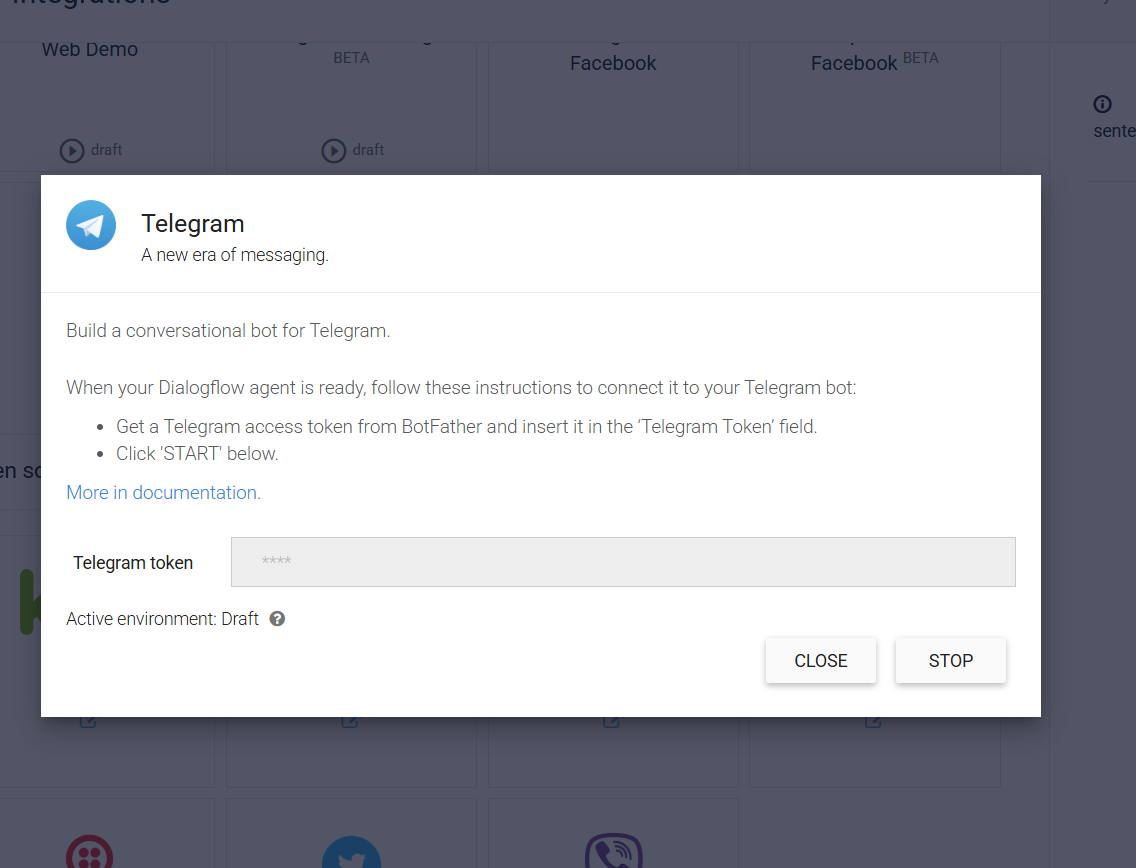 Integrations
Web Demo
BETA
Facebook
Facebook BETA
draft
draft
sente
Telegram
A new era of messaging.
Build a conversational bot for Telegram.
When your Dialogflow agent is ready, follow these instructions to connect it to your Telegram bot:
• Get a Telegram access token from BotFather and insert it in the ‘Telegram Token’ field.
• Click 'START' below.
More in documentation.
en sc
Telegram token
****
Active environment: Draft
CLOSE
STOP